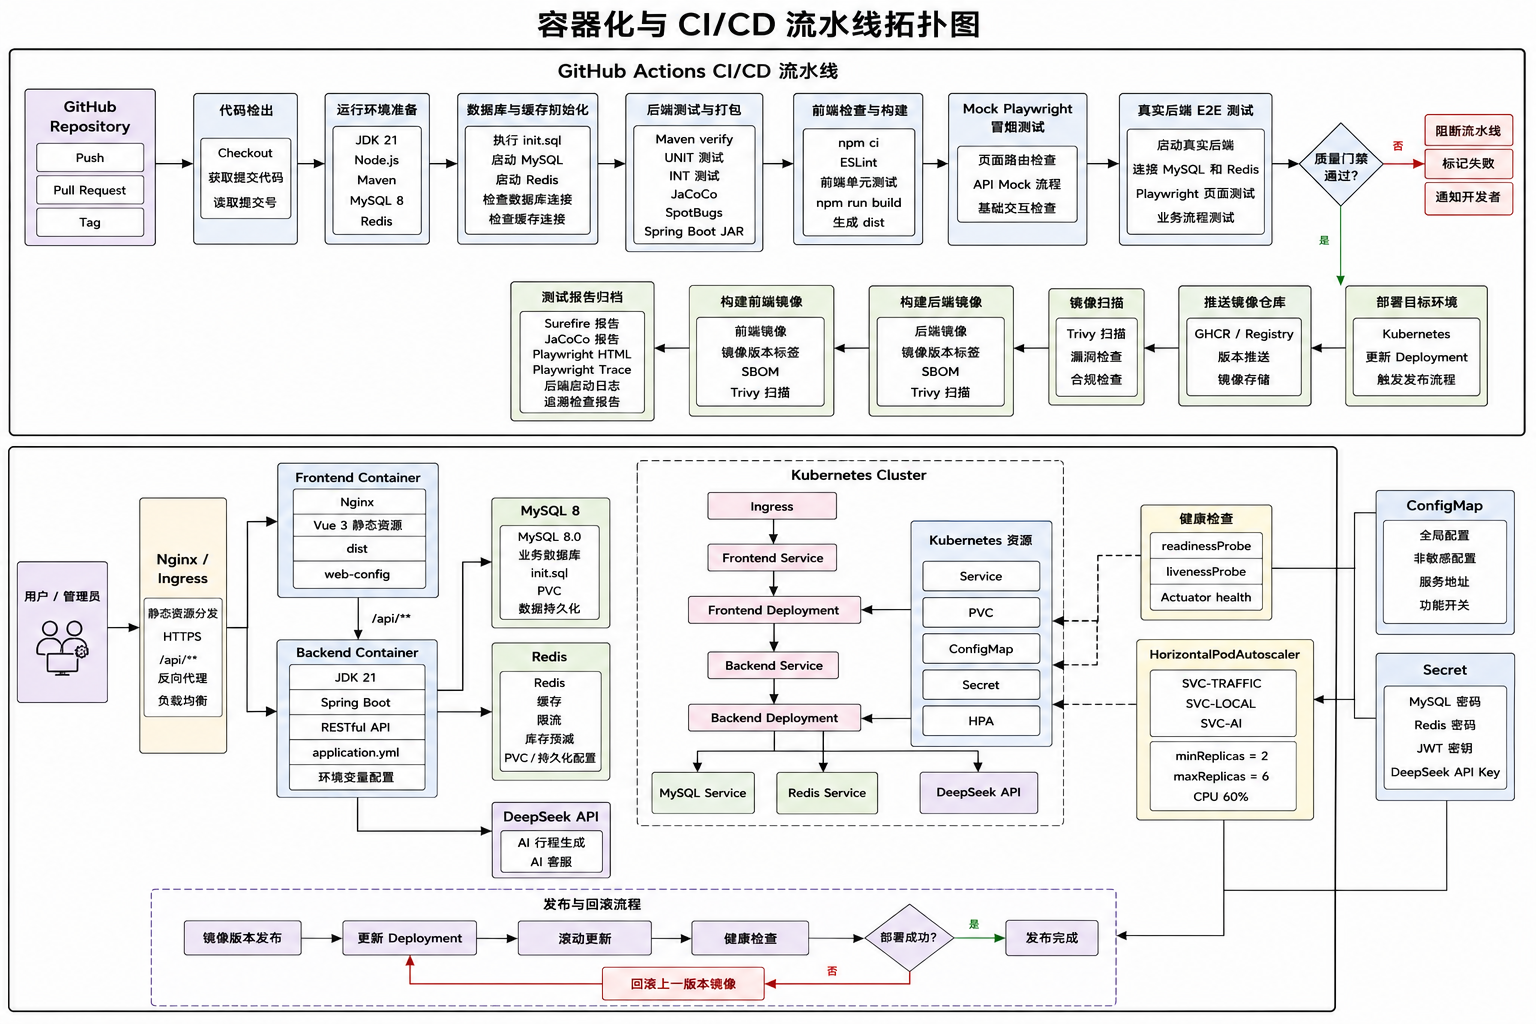 容器化与 CI/CD 流水线拓扑图
GitHub Actions CI/CD 流水线
GitHub
Repository
Push
Pull Request
Tag
代码检出
Checkout
获取提交代码
读取提交号
运行环境准备
JDK 21
Node.js
Maven
MySQL 8
Redis
数据库与缓存初始化
执行 init.sql
启动 MySQL
启动 Redis
检查数据库连接
检查缓存连接
后端测试与打包
Maven verify
UNIT 测试
INT 测试
JaCoCo
SpotBugs
Spring Boot JAR
前端检查与构建
npm ci
ESLint
前端单元测试
npm run build
生成 dist
Mock Playwright
冒烟测试
页面路由检查
API Mock 流程
基础交互检查
真实后端 E2E 测试
启动真实后端
连接 MySQL 和 Redis
Playwright 页面测试
业务流程测试
质量门禁
通过?
否
阻断流水线
标记失败
通知开发者
是
测试报告归档
Surefire 报告
JaCoCo 报告
Playwright HTML
Playwright Trace
后端启动日志
追溯检查报告
构建前端镜像
前端镜像
镜像版本标签
SBOM
Trivy 扫描
构建后端镜像
后端镜像
镜像版本标签
SBOM
Trivy 扫描
镜像扫描
Trivy 扫描
漏洞检查
合规检查
推送镜像仓库
GHCR / Registry
版本推送
镜像存储
部署目标环境
Kubernetes
更新 Deployment
触发发布流程
用户 / 管理员
Nginx /
Ingress
静态资源分发
HTTPS
/api/**
反向代理
负载均衡
Frontend Container
Nginx
Vue 3 静态资源
dist
web-config
/api/**
Backend Container
JDK 21
Spring Boot
RESTful API
application.yml
环境变量配置
MySQL 8
MySQL 8.0
业务数据库
init.sql
PVC
数据持久化
Redis
Redis
缓存
限流
库存预减
PVC / 持久化配置
DeepSeek API
AI 行程生成
AI 客服
Kubernetes Cluster
Ingress
Frontend Service
Frontend Deployment
Backend Service
Backend Deployment
MySQL Service
Redis Service
DeepSeek API
Kubernetes 资源
Service
PVC
ConfigMap
Secret
HPA
健康检查
readinessProbe
livenessProbe
Actuator health
HorizontalPodAutoscaler
SVC-TRAFFIC
SVC-LOCAL
SVC-AI
minReplicas = 2
maxReplicas = 6
CPU 60%
ConfigMap
全局配置
非敏感配置
服务地址
功能开关
Secret
MySQL 密码
Redis 密码
JWT 密钥
DeepSeek API Key
发布与回滚流程
镜像版本发布
更新 Deployment
滚动更新
健康检查
部署成功?
是
发布完成
否
回滚上一版本镜像